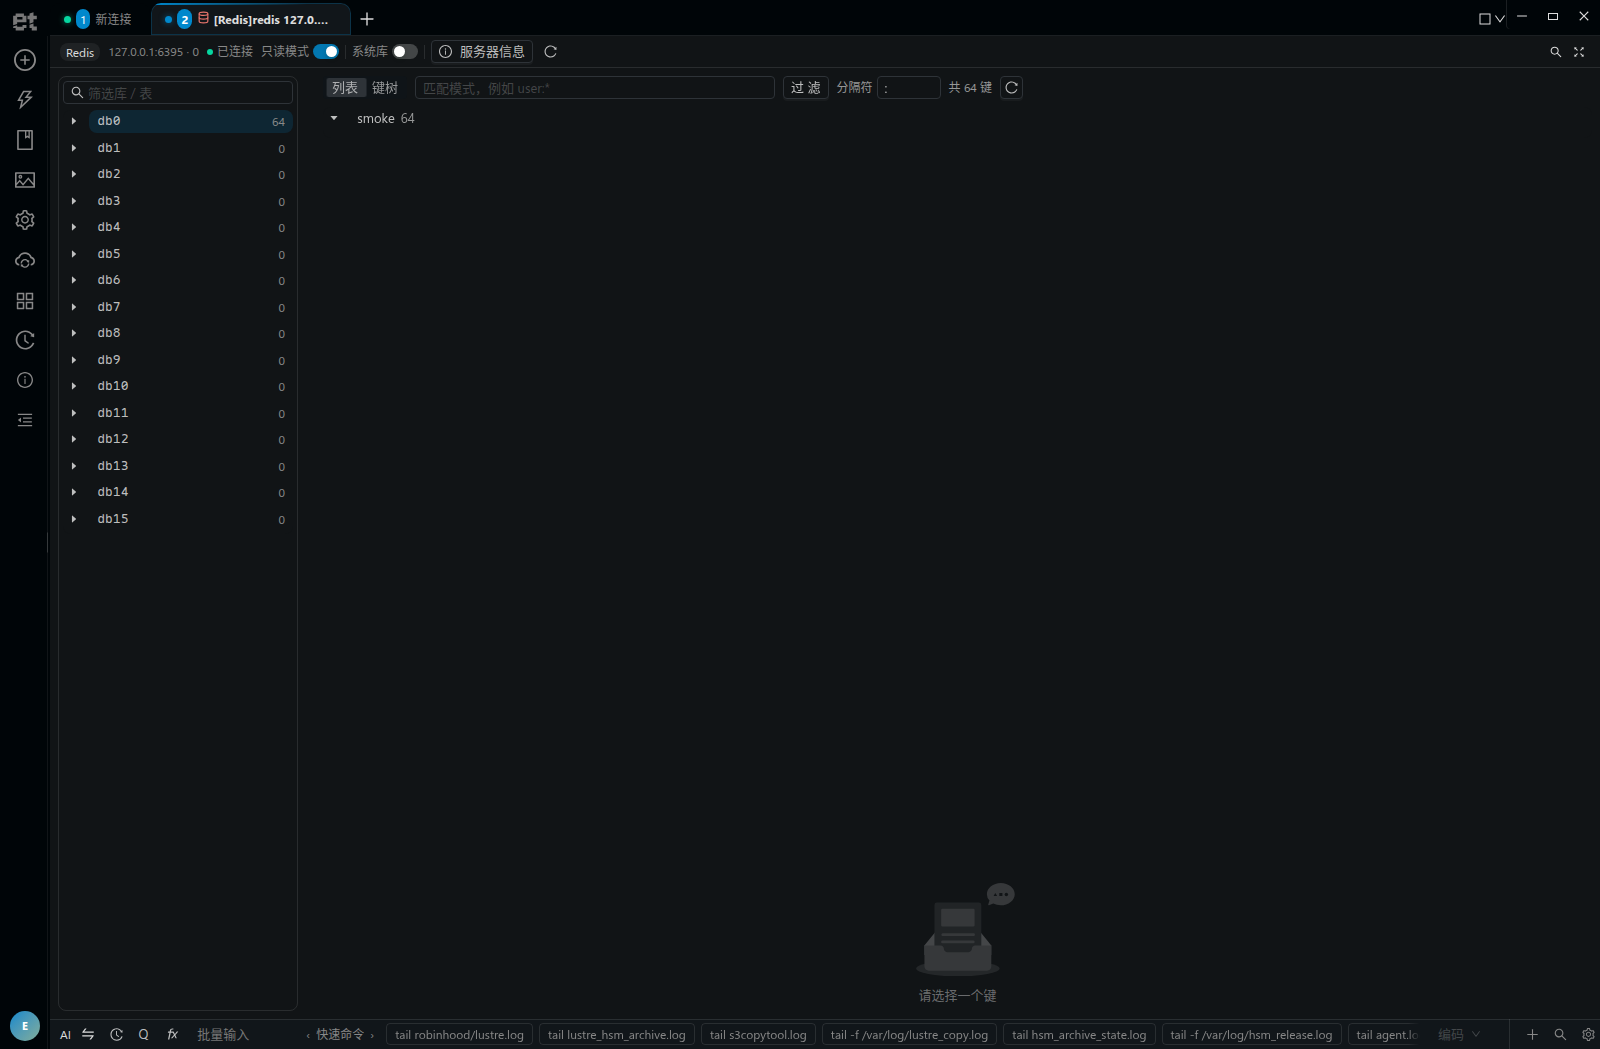 et
1 新连接
2 [Redis]redis 127.0....
Redis 127.0.0.1:6395 · 0 已连接 只读模式 系统库 服务器信息
筛选库 / 表
列表 键树 匹配模式，例如 user:* 过 滤 分隔符 : 共 64 键
smoke 64
db0 64
db1 0
db2 0
db3 0
db4 0
db5 0
db6 0
db7 0
db8 0
db9 0
db10 0
db11 0
db12 0
db13 0
db14 0
db15 0
请选择一个键
E
AI Q fx 批量输入 ‹ 快速命令 › tail robinhood/lustre.log tail lustre_hsm_archive.log tail s3copytool.log tail -f /var/log/lustre_copy.log tail hsm_archive_state.log tail -f /var/log/hsm_release.log tail agent.lo 编码